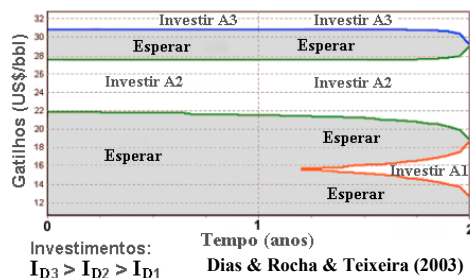 Investir A3
Investir A3
Esperar
Esperar
Investir A2
Investir A2
Esperar
Esperar
Investir A1
Esperar
Gatilhos (US$/bbl)
32
30
28
26
24
22
20
18
16
14
12
0
1
2
Tempo (anos)
Investimentos:
ID3 > ID2 > ID1
Dias & Rocha & Teixeira (2003)